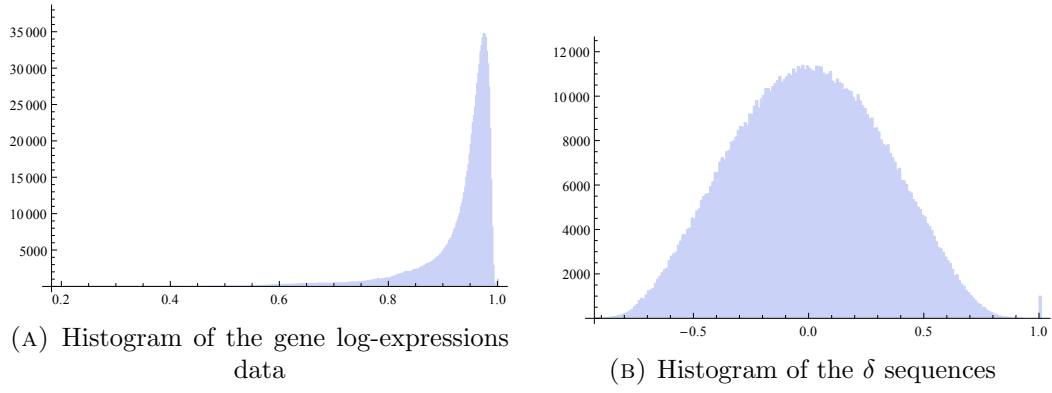 35 000
30 000
25 000
20 000
15 000
10 000
5000
0.2 0.4 0.6 0.8 1.0
(A) Histogram of the gene log-expressions
data
12 000
10 000
8000
6000
4000
2000
−0.5 0.0 0.5 1.0
(B) Histogram of the δ sequences